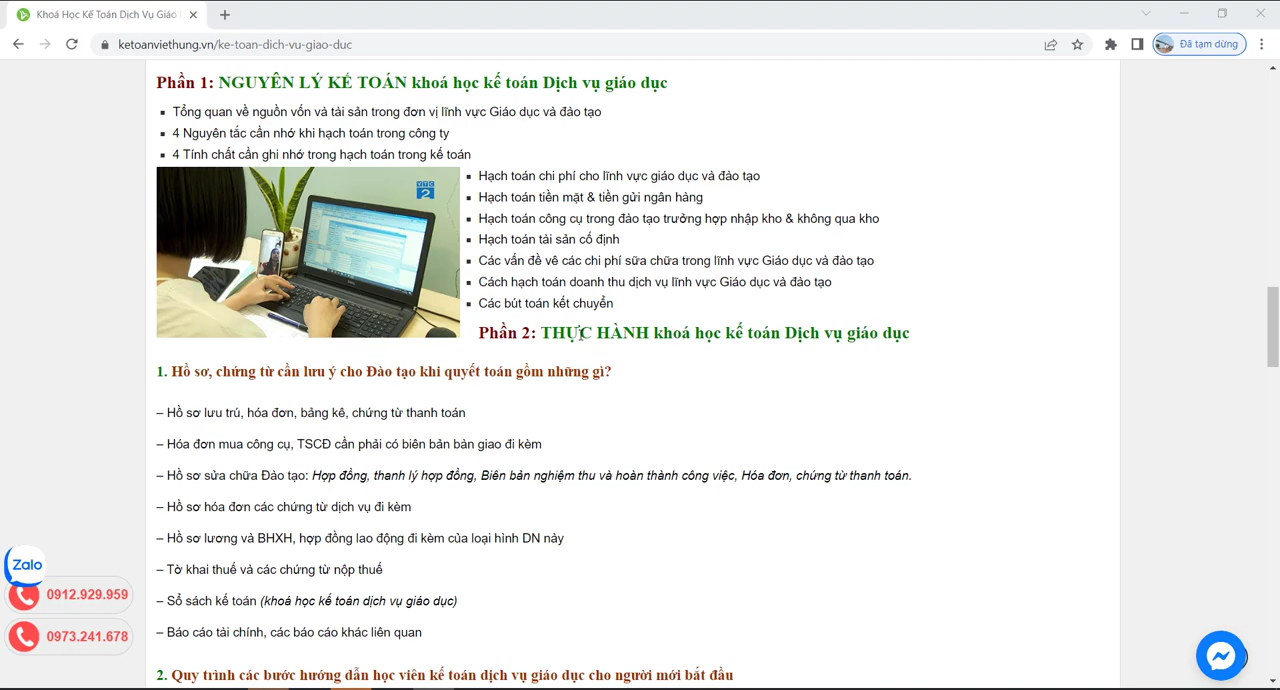 Khoá Học Kế Toán Dịch Vụ Giáo
ketoanviethung.vn/ke-toan-dich-vu-giao-duc
Đã tạm dừng
Phần 1: NGUYÊN LÝ KẾ TOÁN khoá học kế toán Dịch vụ giáo dục
Tổng quan về nguồn vốn và tài sản trong đơn vị lĩnh vực Giáo dục và đào tạo
4 Nguyên tắc cần nhớ khi hạch toán trong công ty
4 Tính chất cần ghi nhớ trong hạch toán trong kế toán
VTC
2
Hạch toán chi phí cho lĩnh vực giáo dục và đào tạo
Hạch toán tiền mặt & tiền gửi ngân hàng
Hạch toán công cụ trong đào tạo trường hợp nhập kho & không qua kho
Hạch toán tài sản cố định
Các vấn đề về các chi phí sữa chữa trong lĩnh vực Giáo dục và đào tạo
Cách hạch toán doanh thu dịch vụ lĩnh vực Giáo dục và đào tạo
Các bút toán kết chuyển
Phần 2: THỰC HÀNH khoá học kế toán Dịch vụ giáo dục
1. Hồ sơ, chứng từ cần lưu ý cho Đào tạo khi quyết toán gồm những gì?
– Hồ sơ lưu trú, hóa đơn, bảng kê, chứng từ thanh toán
– Hóa đơn mua công cụ, TSCĐ cần phải có biên bản bàn giao đi kèm
– Hồ sơ sửa chữa Đào tạo: Hợp đồng, thanh lý hợp đồng, Biên bản nghiệm thu và hoàn thành công việc, Hóa đơn, chứng từ thanh toán.
– Hồ sơ hóa đơn các chứng từ dịch vụ đi kèm
– Hồ sơ lương và BHXH, hợp đồng lao động đi kèm của loại hình DN này
– Tờ khai thuế và các chứng từ nộp thuế
– Sổ sách kế toán (khoá học kế toán dịch vụ giáo dục)
– Báo cáo tài chính, các báo cáo khác liên quan
Zalo
0912.929.959
0973.241.678
2. Quy trình các bước hướng dẫn học viên kế toán dịch vụ giáo dục cho người mới bắt đầu